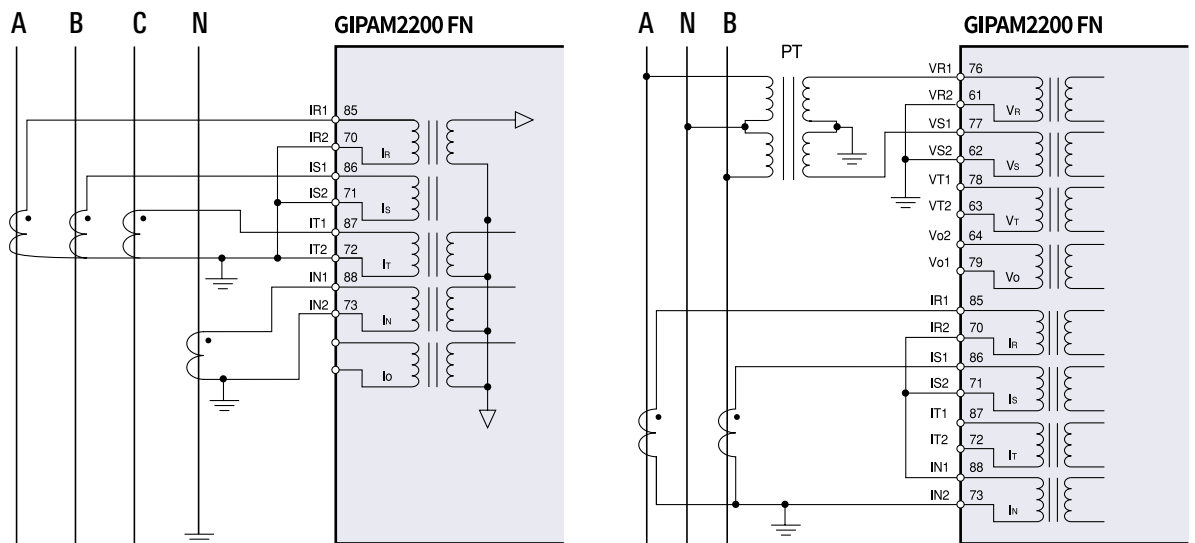 A B C N
GIPAM2200 FN
IR1 85
IR2 70
IR
IS1 86
IS2 71
IS
IT1 87
IT2 72
IT
IN1 88
IN2 73
IN
IO
A N B
GIPAM2200 FN
PT
VR1 76
VR2 61
VR
VS1 77
VS2 62
VS
VT1 78
VT2 63
VT
Vo2 64
Vo1 79
Vo
IR1 85
IR2 70
IR
IS1 86
IS2 71
IS
IT1 87
IT2 72
IT
IN1 88
IN2 73
IN